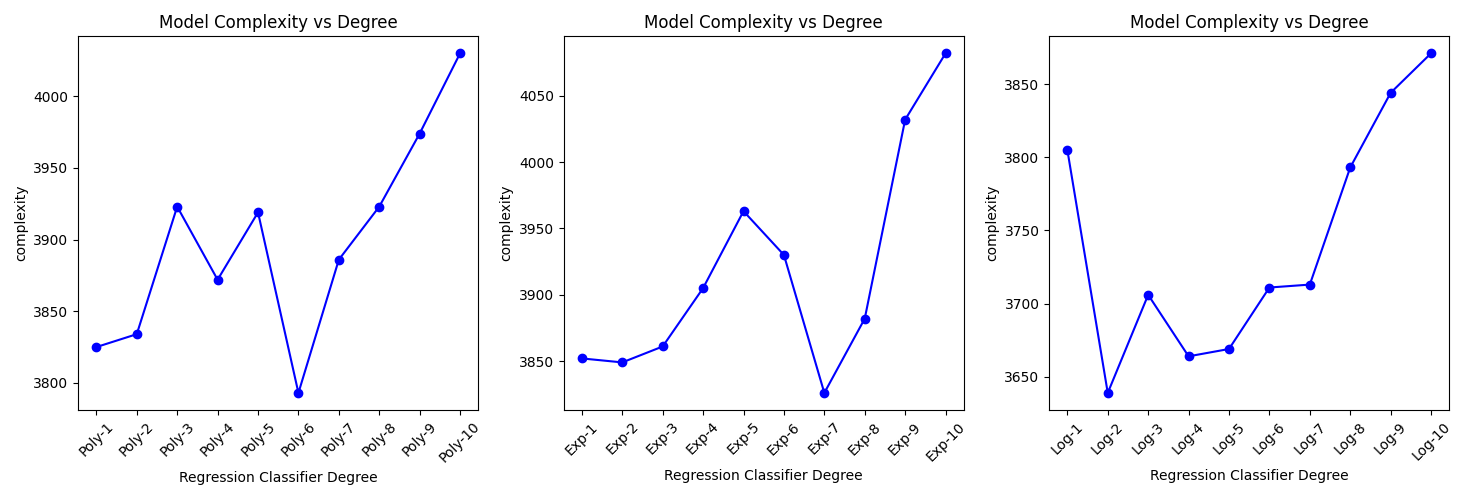 Model Complexity vs Degree
complexity
4000
3950
3900
3850
3800
Poly-1
Poly-2
Poly-3
Poly-4
Poly-5
Poly-6
Poly-7
Poly-8
Poly-9
Poly-10
Regression Classifier Degree
Model Complexity vs Degree
complexity
4050
4000
3950
3900
3850
Exp-1
Exp-2
Exp-3
Exp-4
Exp-5
Exp-6
Exp-7
Exp-8
Exp-9
Exp-10
Regression Classifier Degree
Model Complexity vs Degree
complexity
3850
3800
3750
3700
3650
Log-1
Log-2
Log-3
Log-4
Log-5
Log-6
Log-7
Log-8
Log-9
Log-10
Regression Classifier Degree